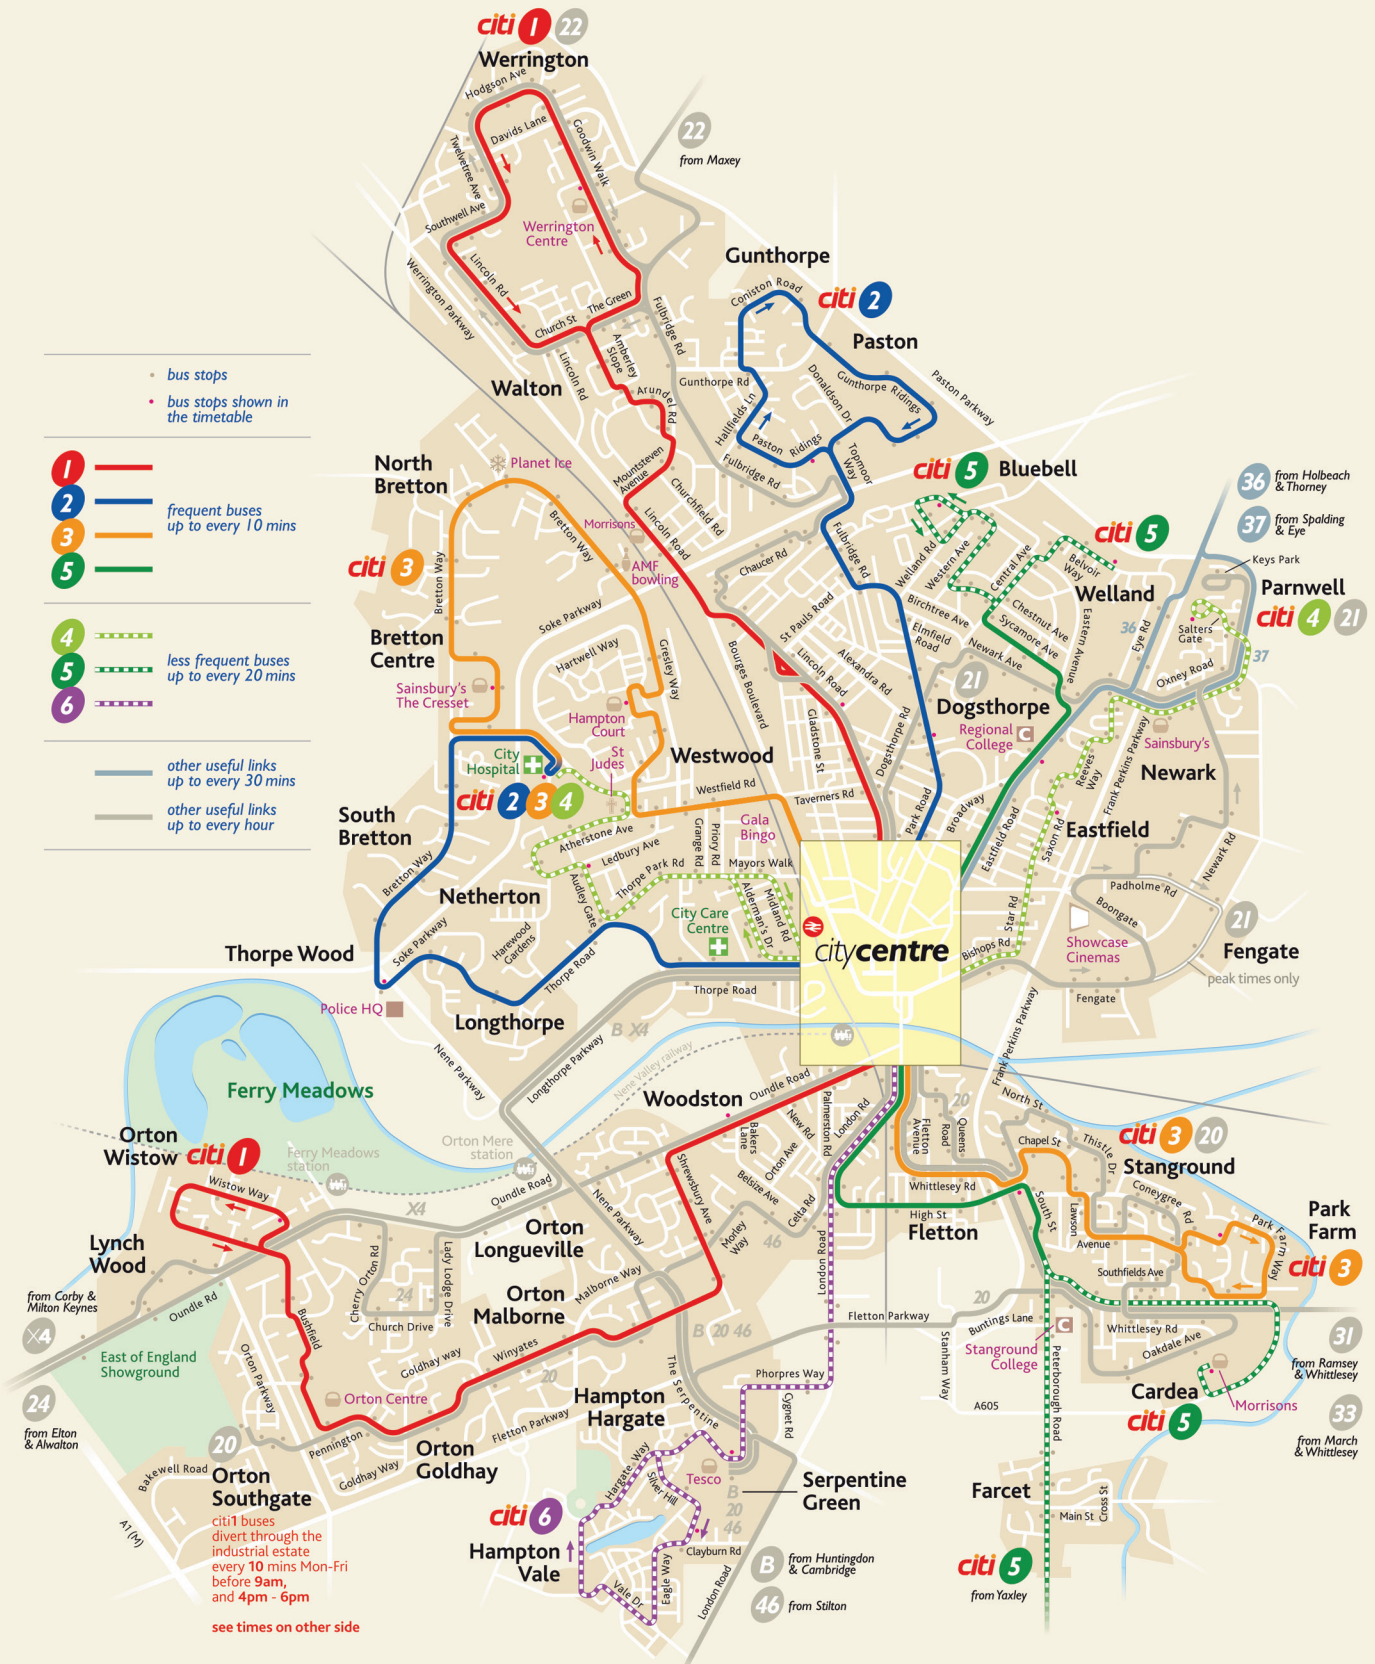 citi 1 22
Werrington
Hodgson Ave
Davids Lane
Goodwin Walk
Twelvetree Ave
Southwell Ave
Werrington
Centre
Lincoln Rd
Werrington Parkway
The Green
Church St
Fulbridge Rd
Amberley
Slope
Lincoln Rd
22
from Maxey
Gunthorpe
Coniston Road
citi 2
Paston
Gunthorpe Rd
Donaldson Dr
Gunthorpe Ridings
Paston Parkway
Hallfields Ln
Paston Ridings
Topmoor
Way
Fulbridge Rd
Walton
Arundel Rd
Mountsteven
Avenue
Churchfield Rd
bus stops
bus stops shown in
the timetable
1
2
3
5
frequent buses
up to every 10 mins
4
5
6
less frequent buses
up to every 20 mins
other useful links
up to every 30 mins
other useful links
up to every hour
North
Bretton
Planet Ice
Bretton Way
Morrisons
Lincoln Road
AMF
bowling
citi 3
Bretton Way
Bretton
Centre
Soke Parkway
Hartwell Way
Gresley Way
Sainsbury's
The Cresset
Hampton
Court
City
Hospital
St
Judes
citi 2 3 4
Westwood
Westfield Rd
Chaucer Rd
Fulbridge Rd
St Pauls Road
Bourges Boulevard
Lincoln Road
Alexandra Rd
Gladstone St
Dogsthorpe Rd
Taverners Rd
Park Road
Broadway
citi 5
Bluebell
Welland Rd
Western Ave
Central Ave
Belvoir
Way
citi 5
Welland
Birchtree Ave
Elmfield
Road
Newark Ave
Chestnut Ave
Sycamore Ave
Eastern Avenue
21
Dogsthorpe
Regional
College
C
36
from Holbeach
& Thorney
37
from Spalding
& Eye
Keys Park
Parnwell
citi 4 21
Salters
Gate
36
Eye Rd
Oxney Road
37
Sainsbury's
Newark
Reeves
Way
Frank Perkins Parkway
Eastfield
Eastfield Road
Saxon Rd
Newark Rd
Padholme Rd
Boongate
Star Rd
Bishops Rd
Showcase
Cinemas
21
Fengate
peak times only
Fengate
Frank Perkins Parkway
South
Bretton
Bretton Way
Atherstone Ave
Ledbury Ave
Grange Rd
Priory Rd
Gala
Bingo
Mayors Walk
Thorpe Park Rd
Audley Gate
Netherton
Alderman's Dr
Midland Rd
City Care
Centre
citycentre
Thorpe Wood
Soke Parkway
Harewood
Gardens
Thorpe Road
Thorpe Road
Police HQ
Longthorpe
B X4
Nene Parkway
Longthorpe Parkway
Nene Valley railway
Ferry Meadows
Orton
Wistow
citi 1
Ferry Meadows
station
Wistow Way
Orton Mere
station
Oundle Road
X4
Woodston
Oundle Road
Bakers
Lane
New Rd
Palmerston Rd
London Rd
Orton Ave
Belsize Ave
Celta Rd
Shrewsbury Ave
Nene Parkway
Morley
Way
46
London Road
Fletton
Avenue
Queens
Road
20
North St
Chapel St
Thistle Dr
citi 3 20
Stanground
Coneygree Rd
Whittlesey Rd
High St
Fletton
South St
Lawson
Avenue
Southfields Ave
Park Farm Way
Park
Farm
citi 3
Lynch
Wood
Orton
Longueville
Orton
Malborne
Malborne Way
from Corby &
Milton Keynes
X4
Oundle Rd
Cherry Orton Rd
Lady Lodge Drive
24
Church Drive
Bushfield
East of England
Showground
Orton Parkway
Goldhay way
Winyates
B 20 46
20
The Serpentine
24
from Elton
& Alwalton
Orton Centre
Pennington
Goldhay Way
Fletton Parkway
Orton
Goldhay
20
Bakewell Road
Orton
Southgate
A1 (M)
citi1 buses
divert through the
industrial estate
every 10 mins Mon-Fri
before 9am,
and 4pm - 6pm
see times on other side
Hampton
Hargate
Phorpres Way
Cygnet Rd
Hargate Way
Silver Hill
Tesco
Serpentine
Green
B
20
46
citi 6
Hampton
Vale
Clayburn Rd
Eagle Way
Vale Dr
London Road
B
from Huntingdon
& Cambridge
46
from Stilton
Fletton Parkway
20
Buntings Lane
Stanham Way
Stanground
College
C
A605
Peterborough Road
Whittlesey Rd
Oakdale Ave
Cardea
citi 5
Morrisons
31
from Ramsey
& Whittlesey
33
from March
& Whittlesey
Farcet
Main St
Cross St
citi 5
from Yaxley